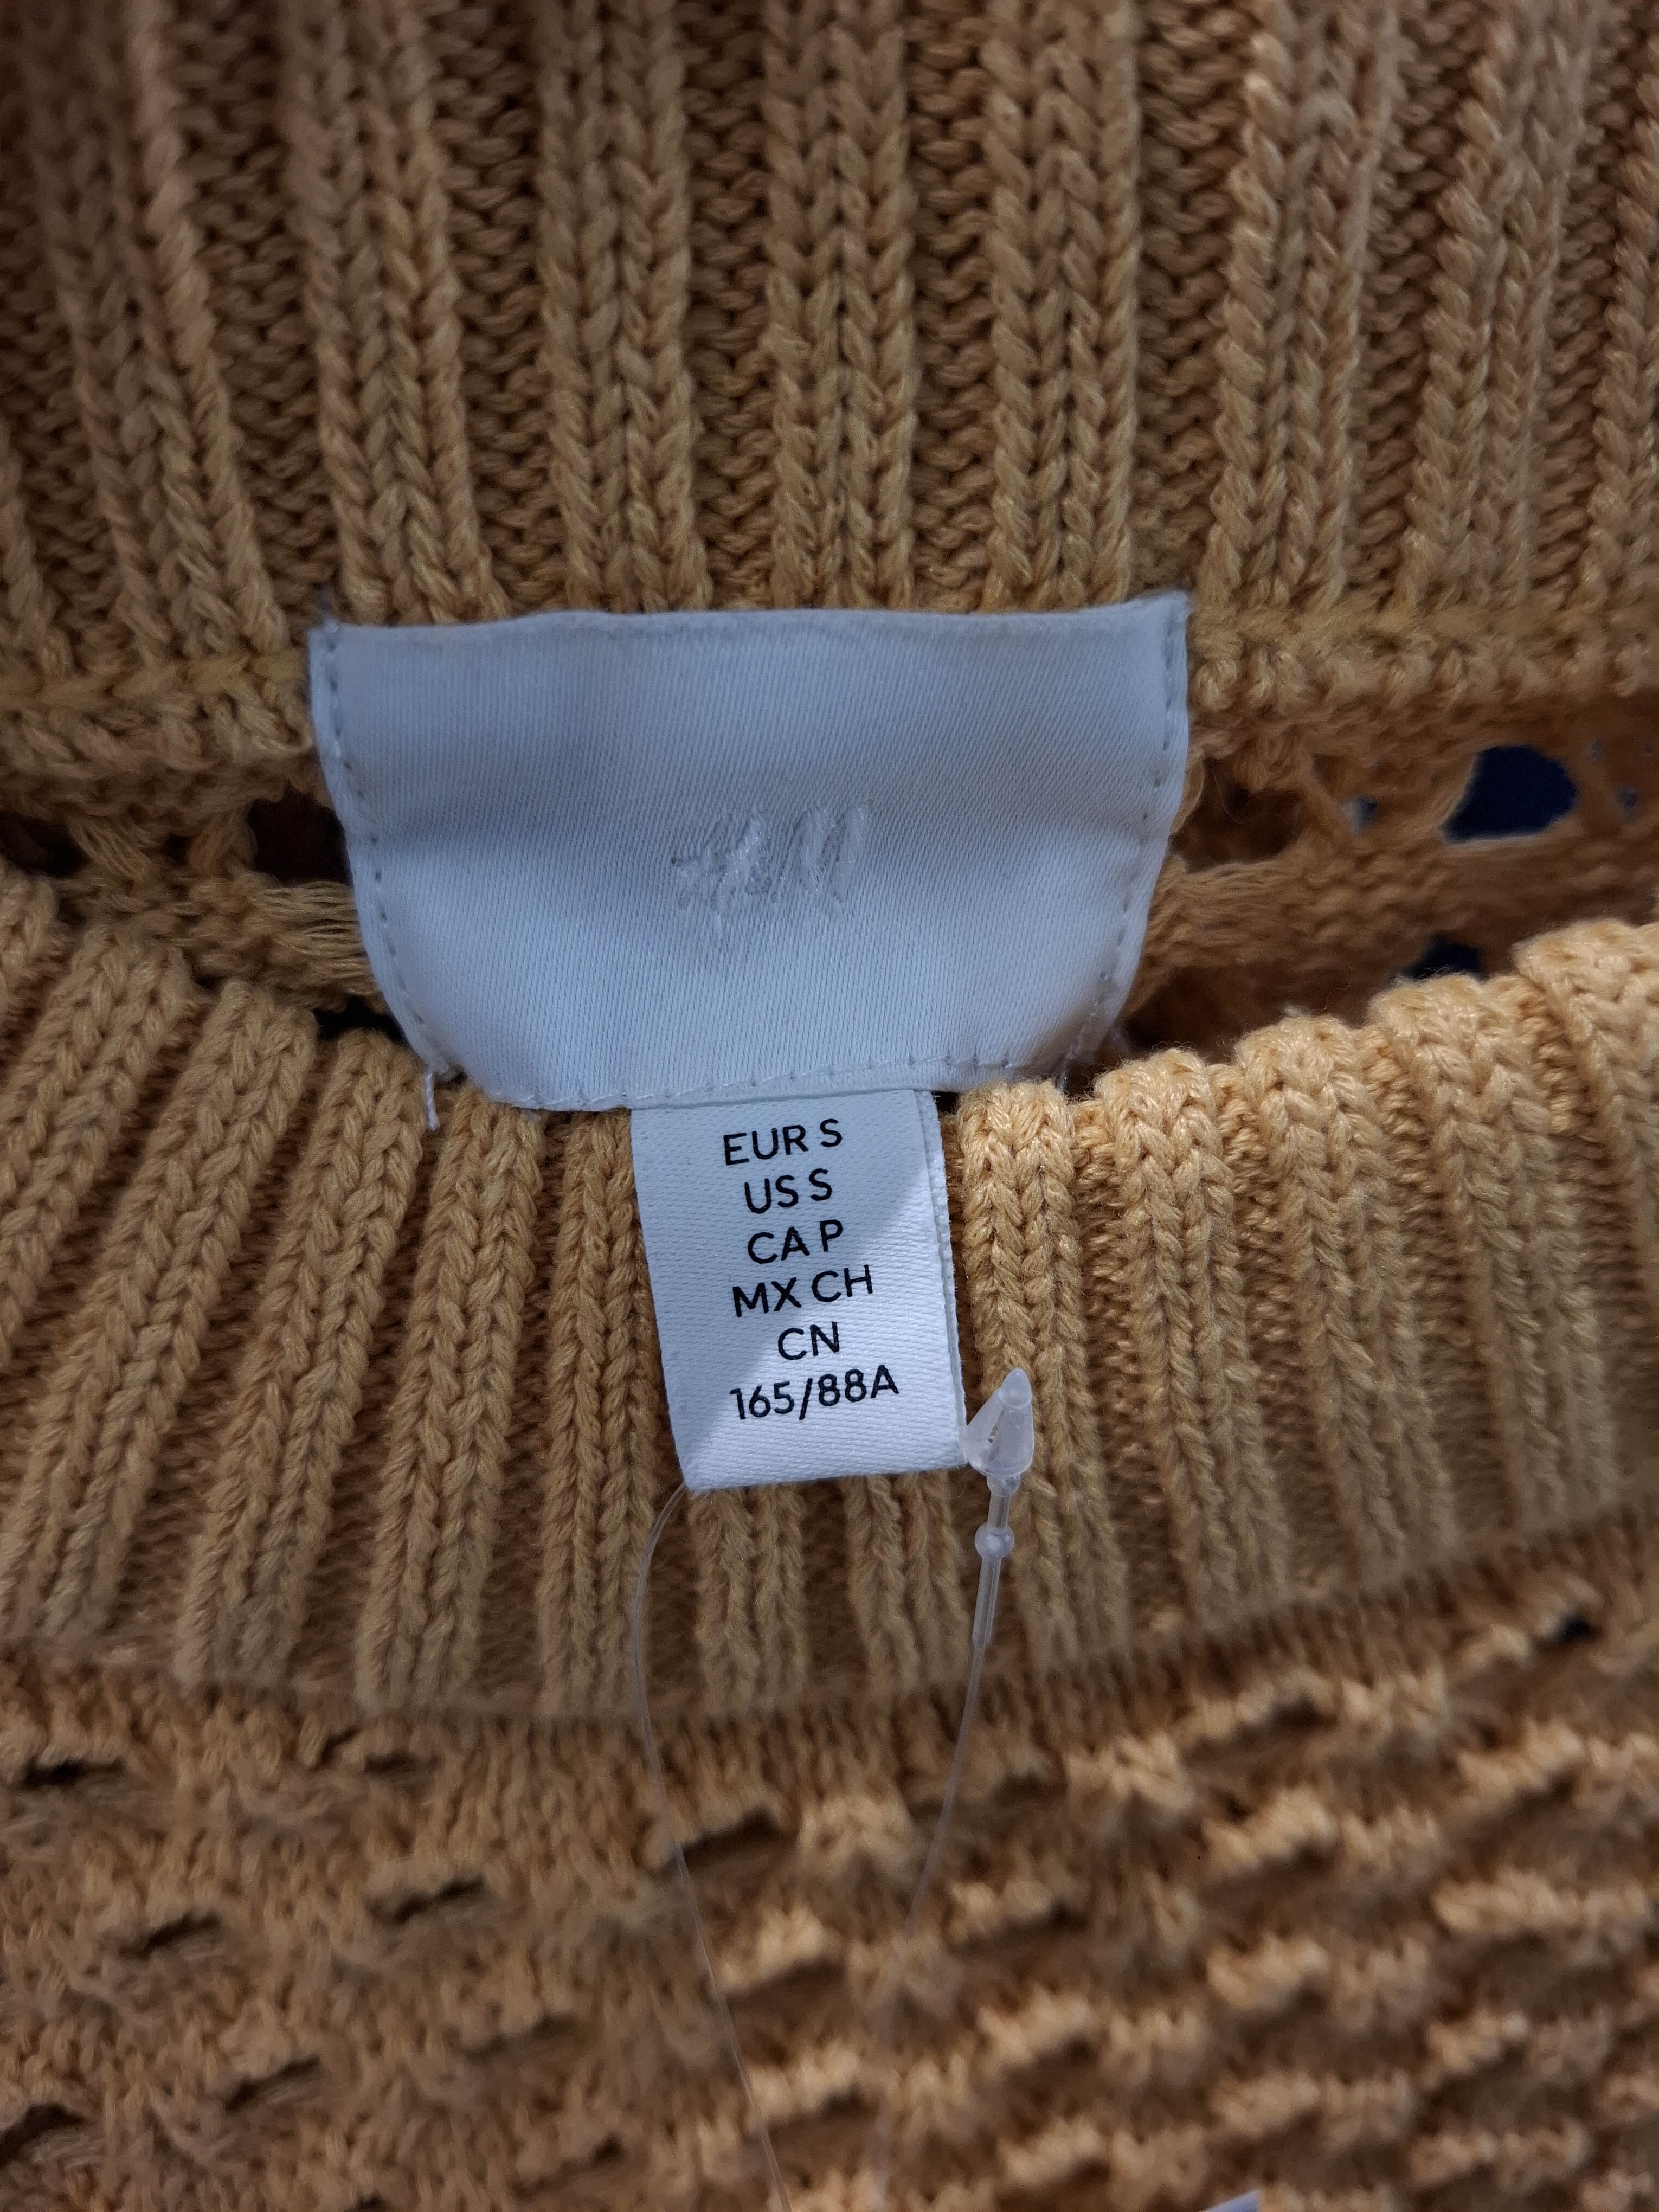 H&M
EUR S
US S
CA P
MX CH
CN
165/88A